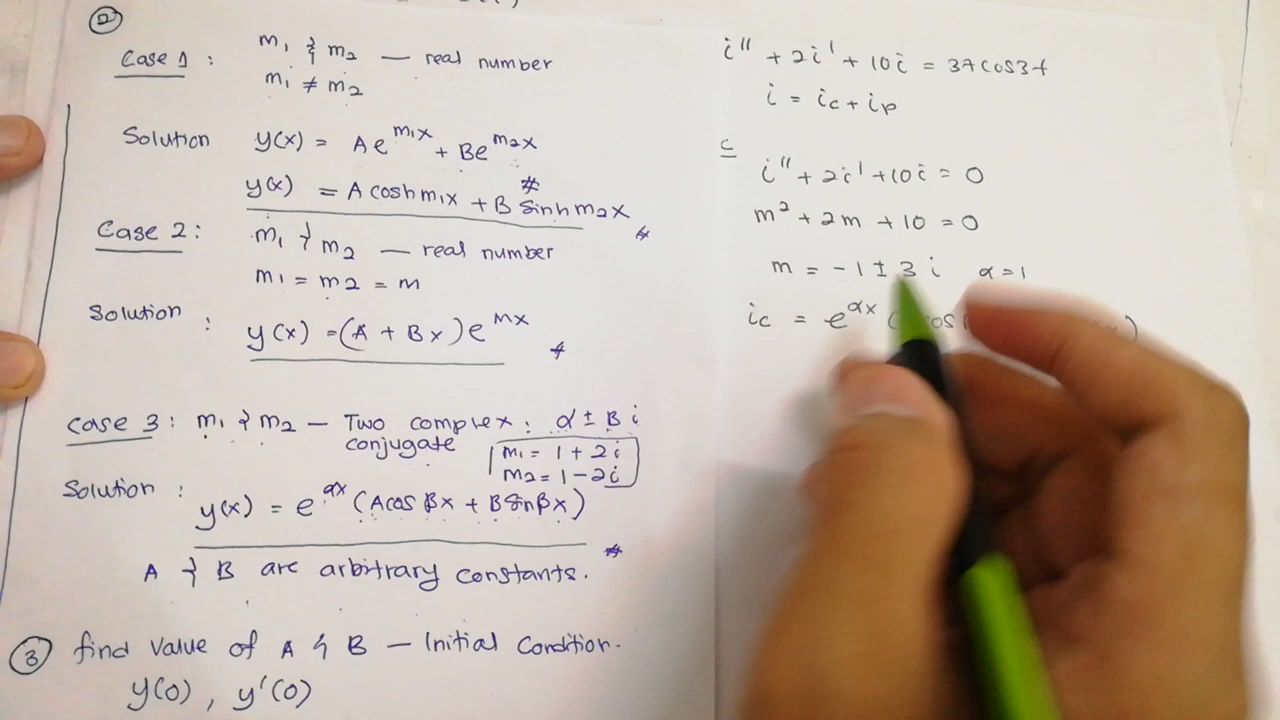 ②
Case 1 : m₁ & m₂ — real number
m₁ ≠ m₂
Solution y(x) = Ae^m₁x + Be^m₂x
y(x) = A cosh m₁x + B sinh m₂x
Case 2 : m₁ & m₂ — real number
m₁ = m₂ = m
Solution : y(x) = (A + Bx)e^mx
Case 3 : m₁ & m₂ — Two complex : α ± B i
conjugate
m₁ = 1 + 2i
m₂ = 1 - 2i
Solution : y(x) = e^αx (A cos βx + B sin βx)
A & B are arbitrary constants.
③ find value of A & B — Initial Condition.
y(0), y'(0)
i'' + 2i' + 10i = 37cos3t
i = ic + ip
c
i'' + 2i' + 10i = 0
m² + 2m + 10 = 0
m = -1 ± 3i α = 1
ic = e^αx (